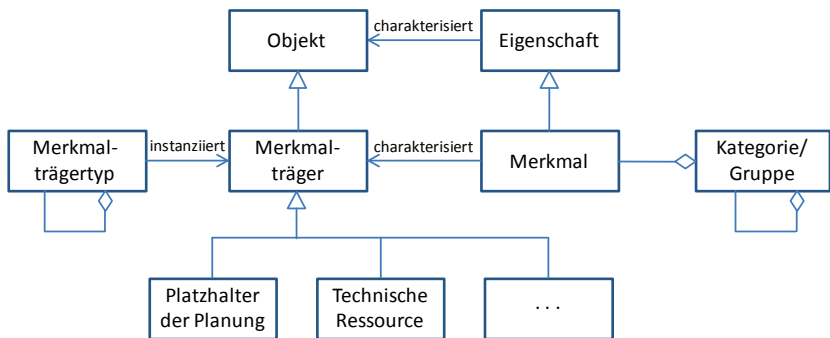 Objekt
charakterisiert
Eigenschaft
Merkmal-
trägertyp
instanziiert
Merkmal-
träger
charakterisiert
Merkmal
Kategorie/
Gruppe
Platzhalter
der Planung
Technische
Ressource
. . .